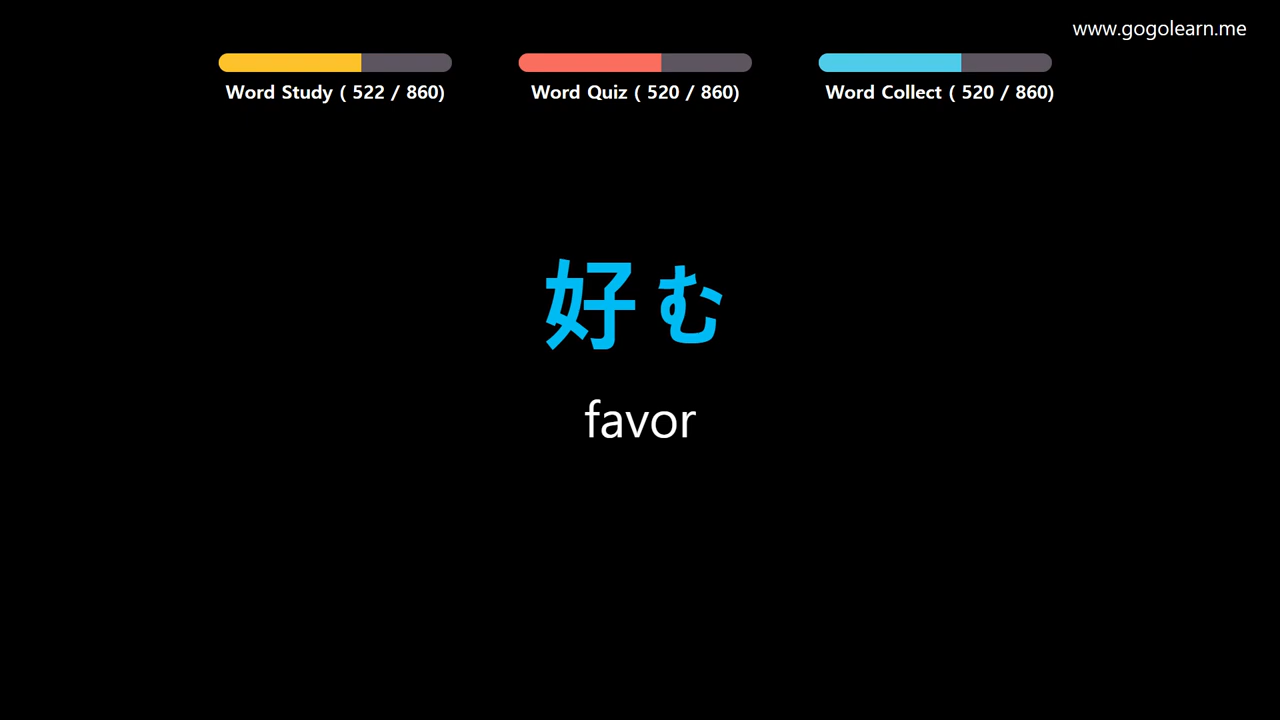 www.gogolearn.me
Word Study ( 522 / 860)
Word Quiz ( 520 / 860)
Word Collect ( 520 / 860)
好む
favor